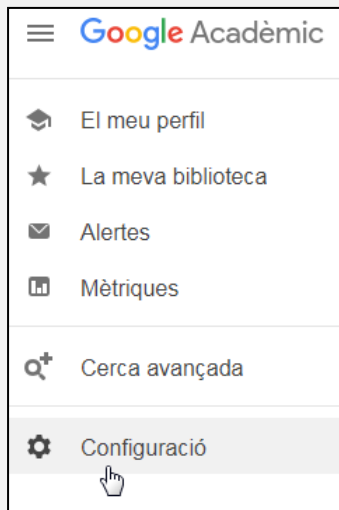 Google Acadèmic
El meu perfil
La meva biblioteca
Alertes
Mètriques
Cerca avançada
Configuració